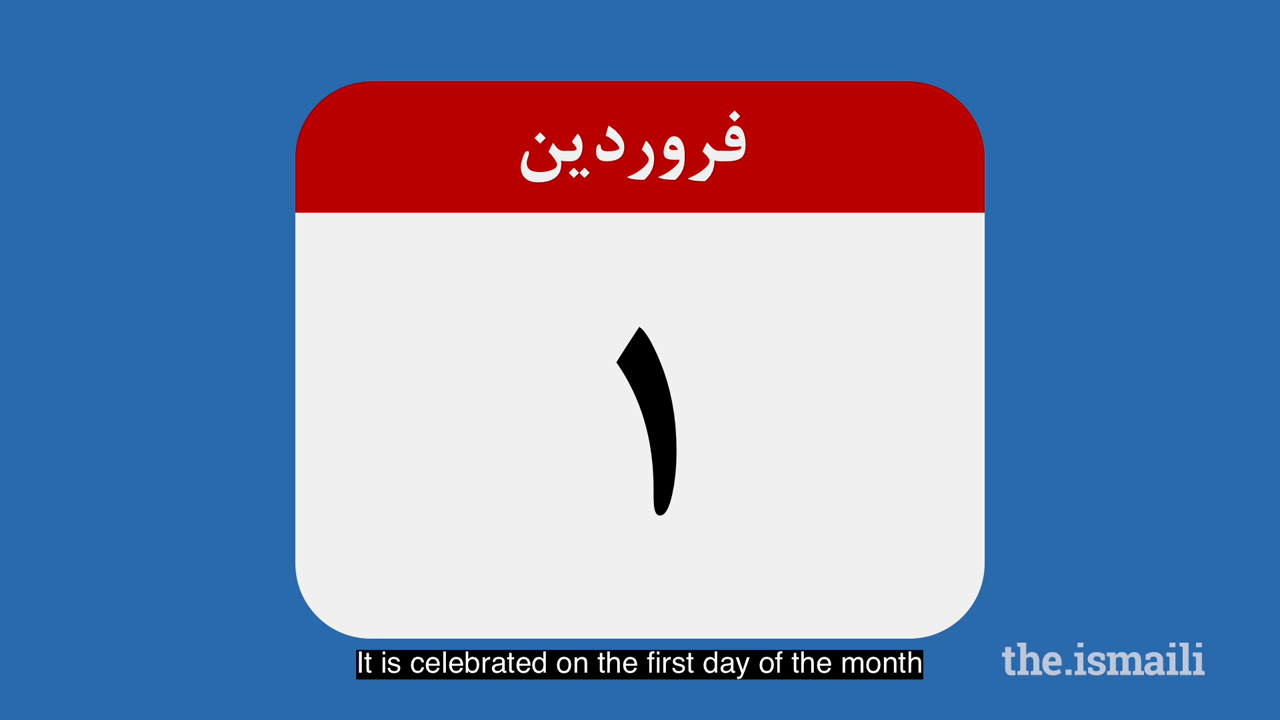 فروردین
۱
It is celebrated on the first day of the month
the.ismaili